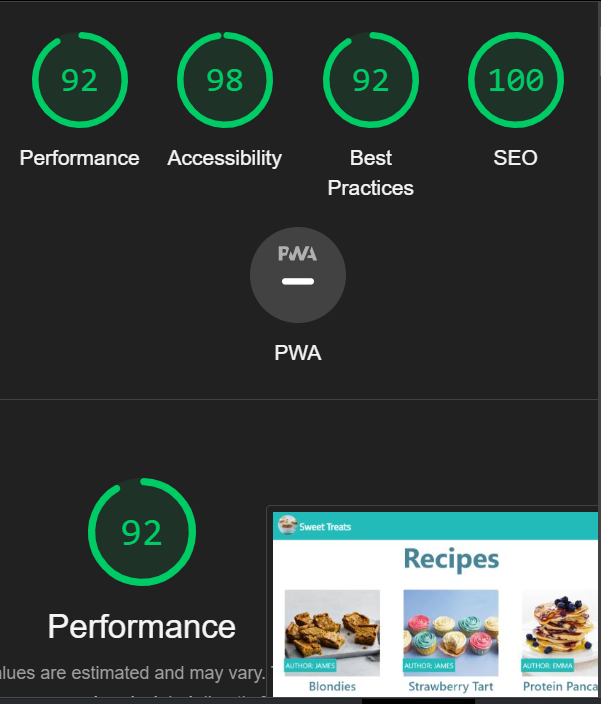 92 98 92 100
Performance Accessibility Best Practices SEO
PWA
PWA
92
Performance
alues are estimated and may vary.
Sweet Treats
Recipes
AUTHOR: JAMES AUTHOR: JAMES AUTHOR: EMMA
Blondies Strawberry Tart Protein Panca